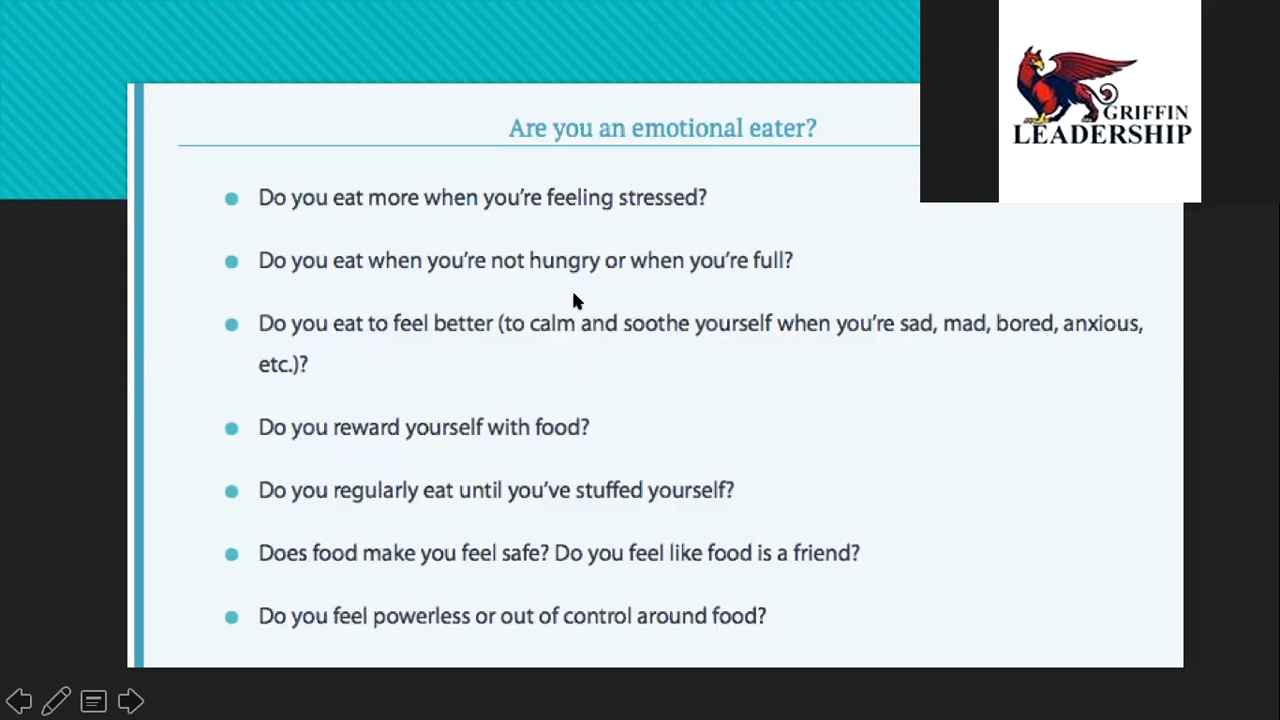 GRIFFIN
LEADERSHIP
Are you an emotional eater?
Do you eat more when you’re feeling stressed?
Do you eat when you’re not hungry or when you’re full?
Do you eat to feel better (to calm and soothe yourself when you’re sad, mad, bored, anxious,
etc.)?
Do you reward yourself with food?
Do you regularly eat until you’ve stuffed yourself?
Does food make you feel safe? Do you feel like food is a friend?
Do you feel powerless or out of control around food?